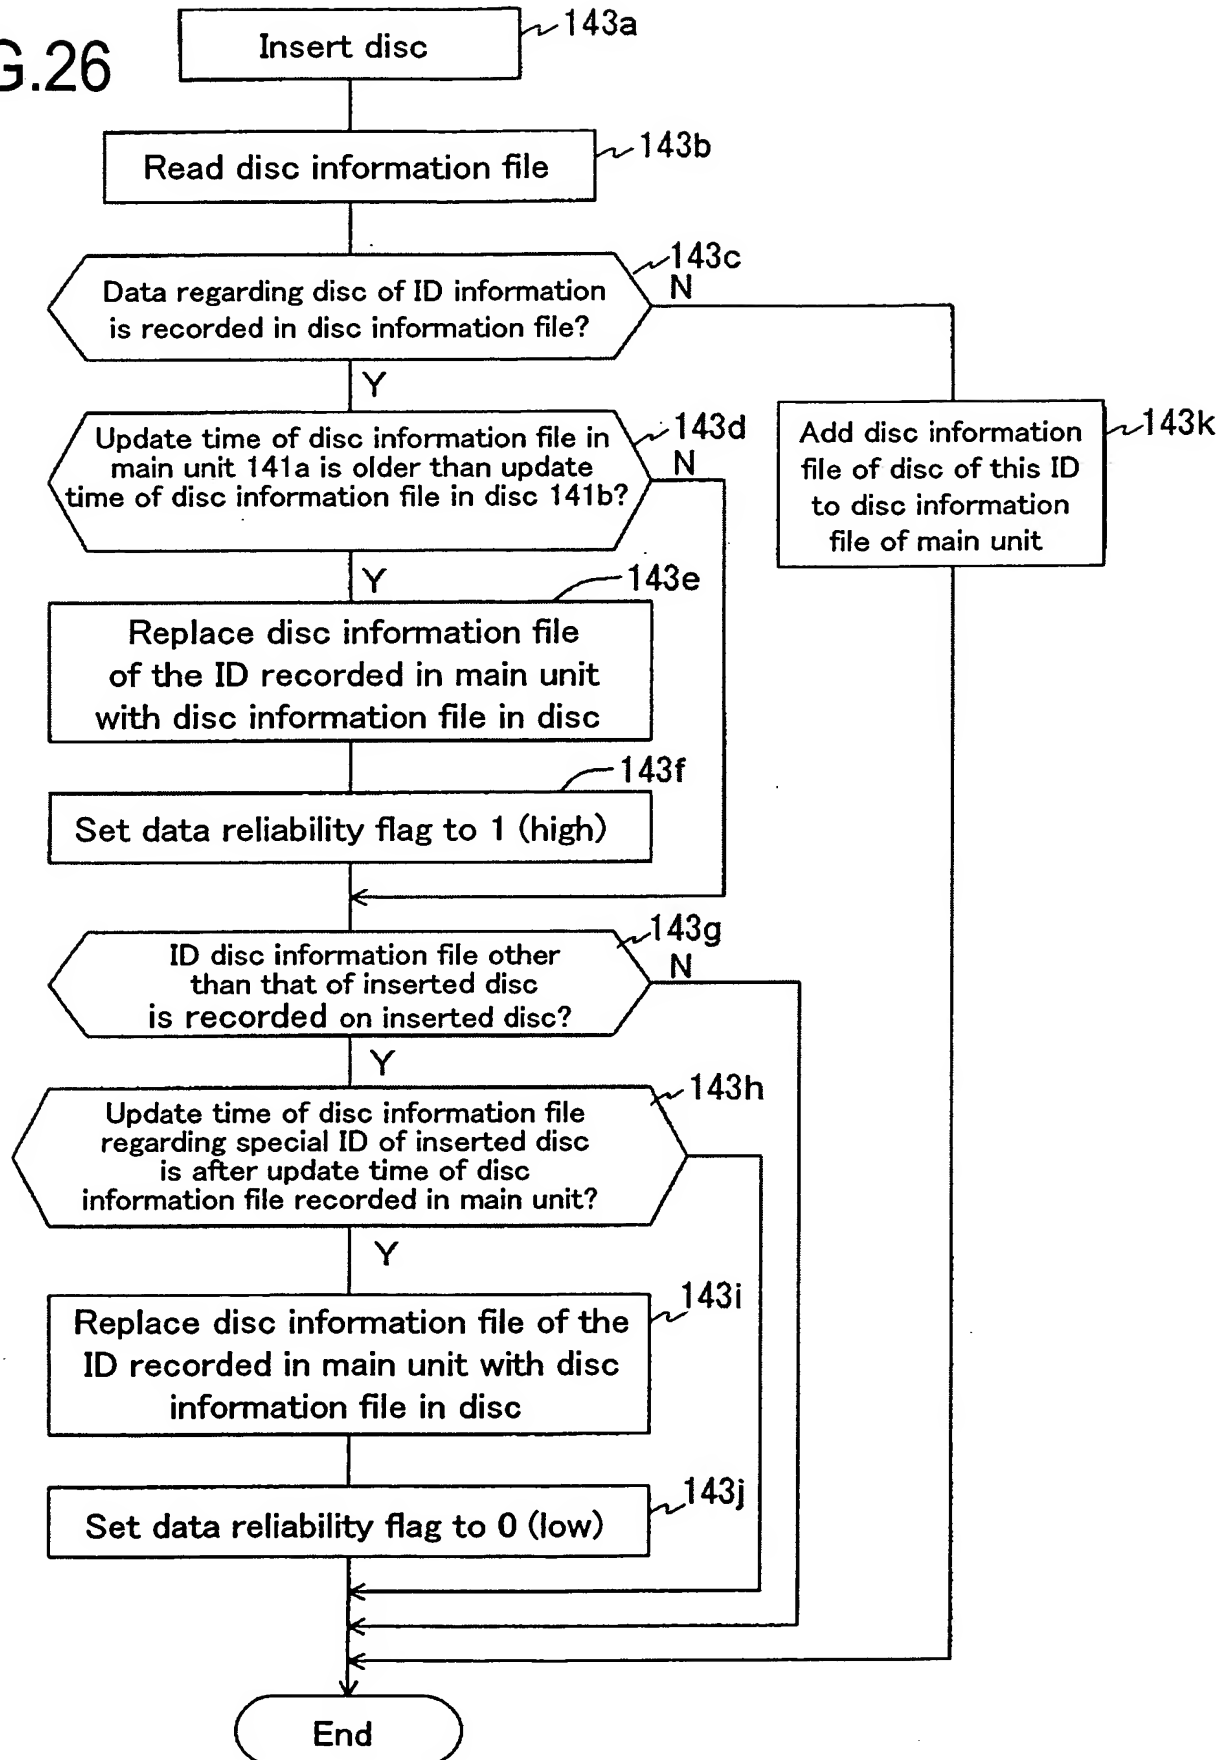 G.26
Insert disc
143a
Read disc information file
143b
Data regarding disc of ID information
is recorded in disc information file?
143c
N
Y
Update time of disc information file in
main unit 141a is older than update
time of disc information file in disc 141b?
143d
N
Add disc information
file of disc of this ID
to disc information
file of main unit
143k
Y
143e
Replace disc information file
of the ID recorded in main unit
with disc information file in disc
143f
Set data reliability flag to 1 (high)
ID disc information file other
than that of inserted disc
is recorded on inserted disc?
143g
N
Y
Update time of disc information file
regarding special ID of inserted disc
is after update time of disc
information file recorded in main unit?
143h
Y
Replace disc information file of the
ID recorded in main unit with disc
information file in disc
143i
Set data reliability flag to 0 (low)
143j
End